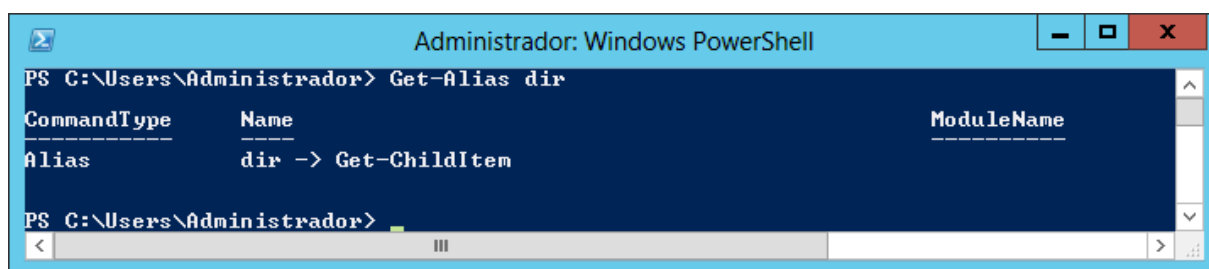 Administrador: Windows PowerShell
PS C:\Users\Administrador> Get-Alias dir
CommandType Name ModuleName
----------- ---- ----------
Alias dir -> Get-ChildItem
PS C:\Users\Administrador> _